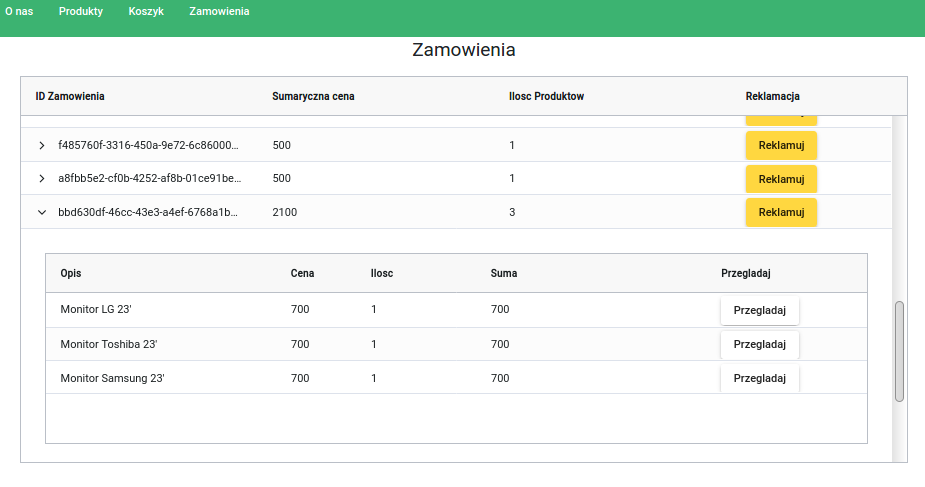 O nas Produkty Koszyk Zamowienia
Zamowienia
ID Zamowienia Sumaryczna cena Ilosc Produktow Reklamacja
f485760f-3316-450a-9e72-6c86000... 500 1 Reklamuj
a8fbb5e2-cf0b-4252-af8b-01ce91be... 500 1 Reklamuj
bbd630df-46cc-43e3-a4ef-6768a1b... 2100 3 Reklamuj
Opis Cena Ilosc Suma Przegladaj
Monitor LG 23' 700 1 700 Przegladaj
Monitor Toshiba 23' 700 1 700 Przegladaj
Monitor Samsung 23' 700 1 700 Przegladaj